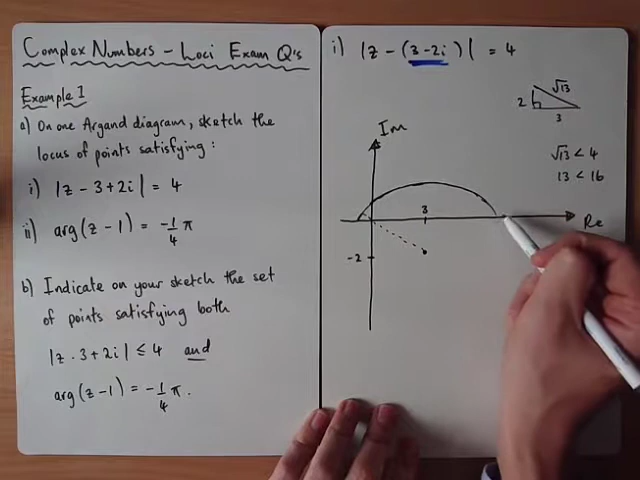 Complex Numbers - Loci Exam Q's
Example 1
a) On one Argand diagram, sketch the
locus of points satisfying:
i) |z - 3 + 2i| = 4
ii) arg(z - 1) = -1/4 π
b) Indicate on your sketch the set
of points satisfying both
|z - 3 + 2i| ≤ 4 and
arg(z - 1) = -1/4 π.
i) |z - (3 - 2i)| = 4
√13
2
3
√13 < 4
13 < 16
Im
3
Re
-2